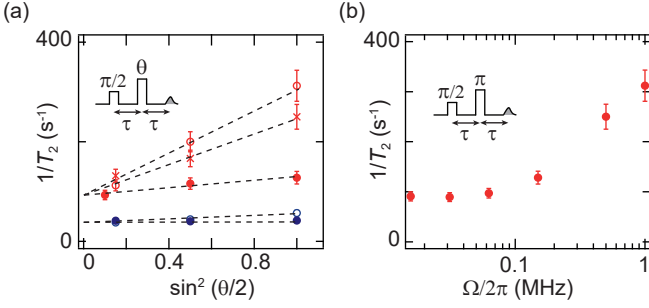 (a)
400
0
1/T₂ (s⁻¹)
π/2
θ
τ
τ
0
0.4
0.8
sin² (θ/2)
(b)
400
0
1/T₂ (s⁻¹)
π/2
π
τ
τ
0.1
1
Ω/2π (MHz)